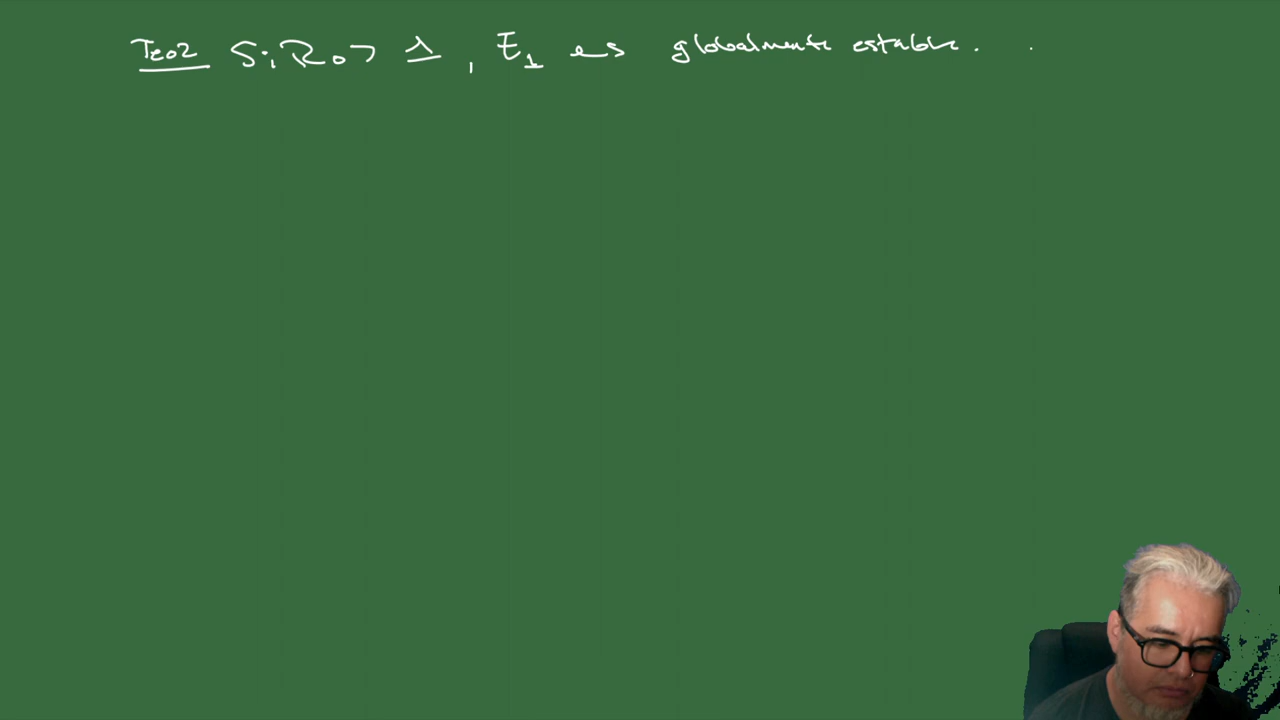 Teo2 Si R₀ > 1, E₁ es globalmente estable.